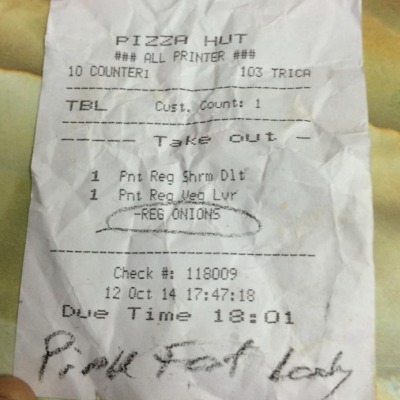 PIZZA HUT
### ALL PRINTER ###
10 COUNTER1 103 TRICA
TBL Cust. Count: 1
----- Take out -
1 Pnt Reg Shrm Dlt
1 Pnt Reg Veg Lvr
-REG ONIONS
Check #: 118009
12 Oct 14 17:47:18
Due Time 18:01
Pink Fat Lady